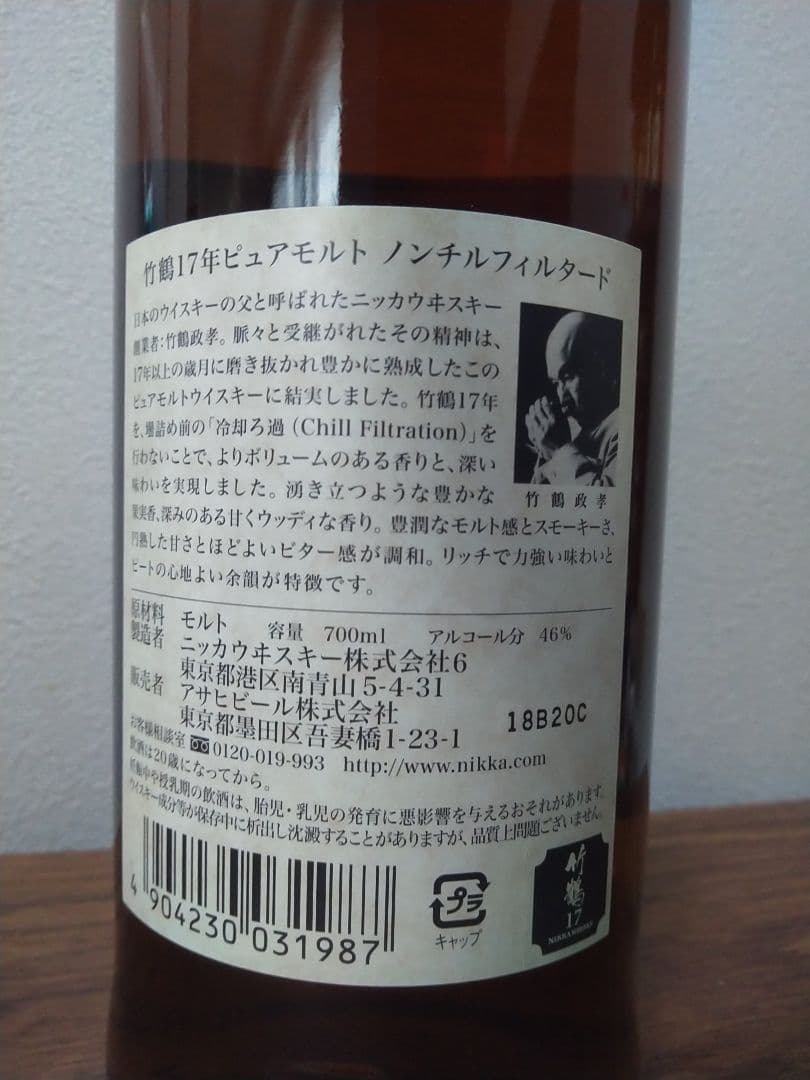 竹鶴17年ピュアモルト ノンチルフィルタード
日本のウイスキーの父と呼ばれたニッカウヰスキー
創業者:竹鶴政孝。脈々と受継がれたその精神は、
17年以上の歳月に磨き抜かれ豊かに熟成したこの
ピュアモルトウイスキーに結実しました。竹鶴17年
を、壜詰め前の「冷却ろ過（Chill Filtration）」を
行わないことで、よりボリュームのある香りと、深い
味わいを実現しました。湧き立つような豊かな
果実香、深みのある甘くウッディな香り。豊潤なモルト感とスモーキーさ、
円熟した甘さとほどよいビター感が調和。リッチで力強い味わいと
ピートの心地よい余韻が特徴です。
竹鶴政孝
原材料 モルト 容量 700ml アルコール分 46%
製造者 ニッカウヰスキー株式会社6
東京都港区南青山5-4-31
販売者 アサヒビール株式会社
東京都墨田区吾妻橋1-23-1
18B20C
お客様相談室 0120-019-993 http://www.nikka.com
飲酒は20歳になってから。
妊娠中や授乳期の飲酒は、胎児・乳児の発育に悪影響を与えるおそれがあります。
ウイスキー成分等が保存中に析出し沈澱することがありますが、品質上問題ございません。
4 904230 031987
プラ
キャップ
竹鶴
17
NIKKA WHISKY